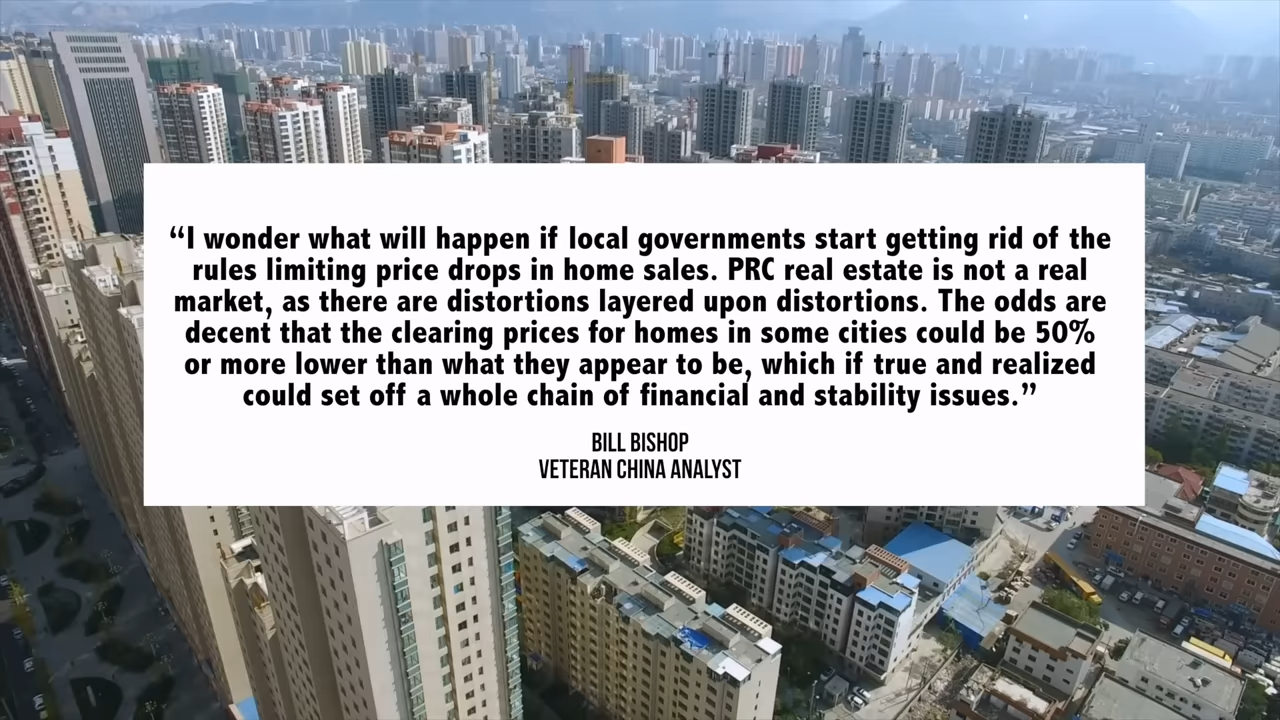 “I wonder what will happen if local governments start getting rid of the
rules limiting price drops in home sales. PRC real estate is not a real
market, as there are distortions layered upon distortions. The odds are
decent that the clearing prices for homes in some cities could be 50%
or more lower than what they appear to be, which if true and realized
could set off a whole chain of financial and stability issues.”
BILL BISHOP
VETERAN CHINA ANALYST